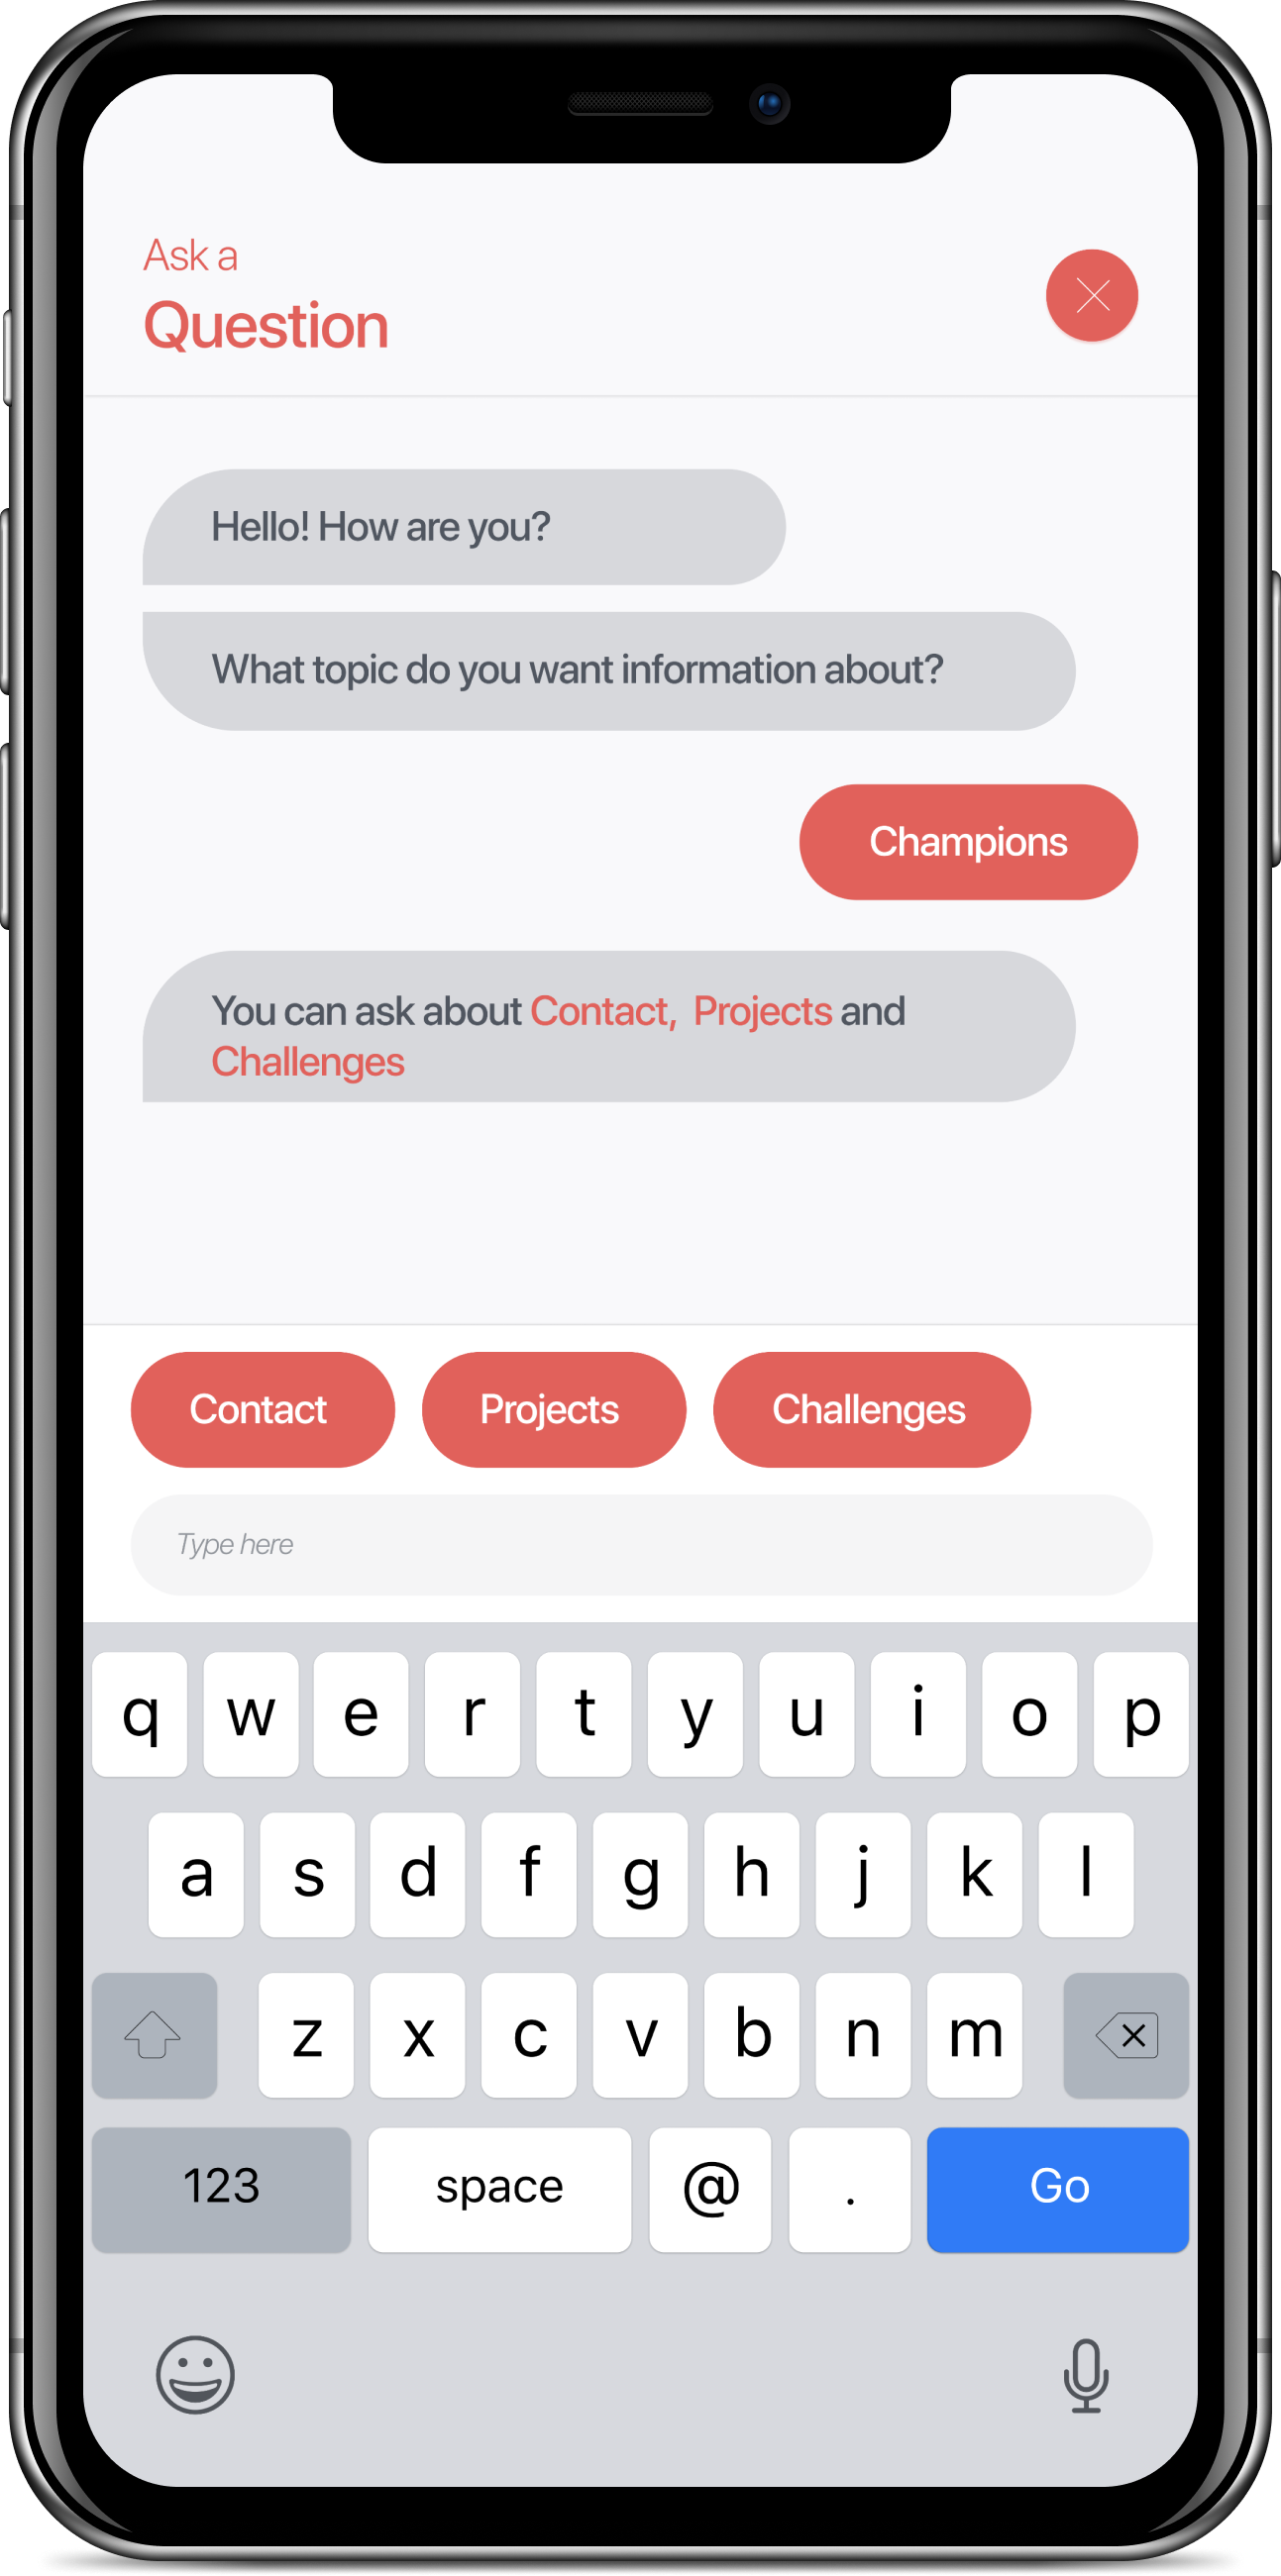 Ask a
Question
Hello! How are you?
What topic do you want information about?
Champions
You can ask about Contact, Projects and
Challenges
Contact Projects Challenges
Type here
q w e r t y u i o p
a s d f g h j k l
z x c v b n m
123 space @ . Go